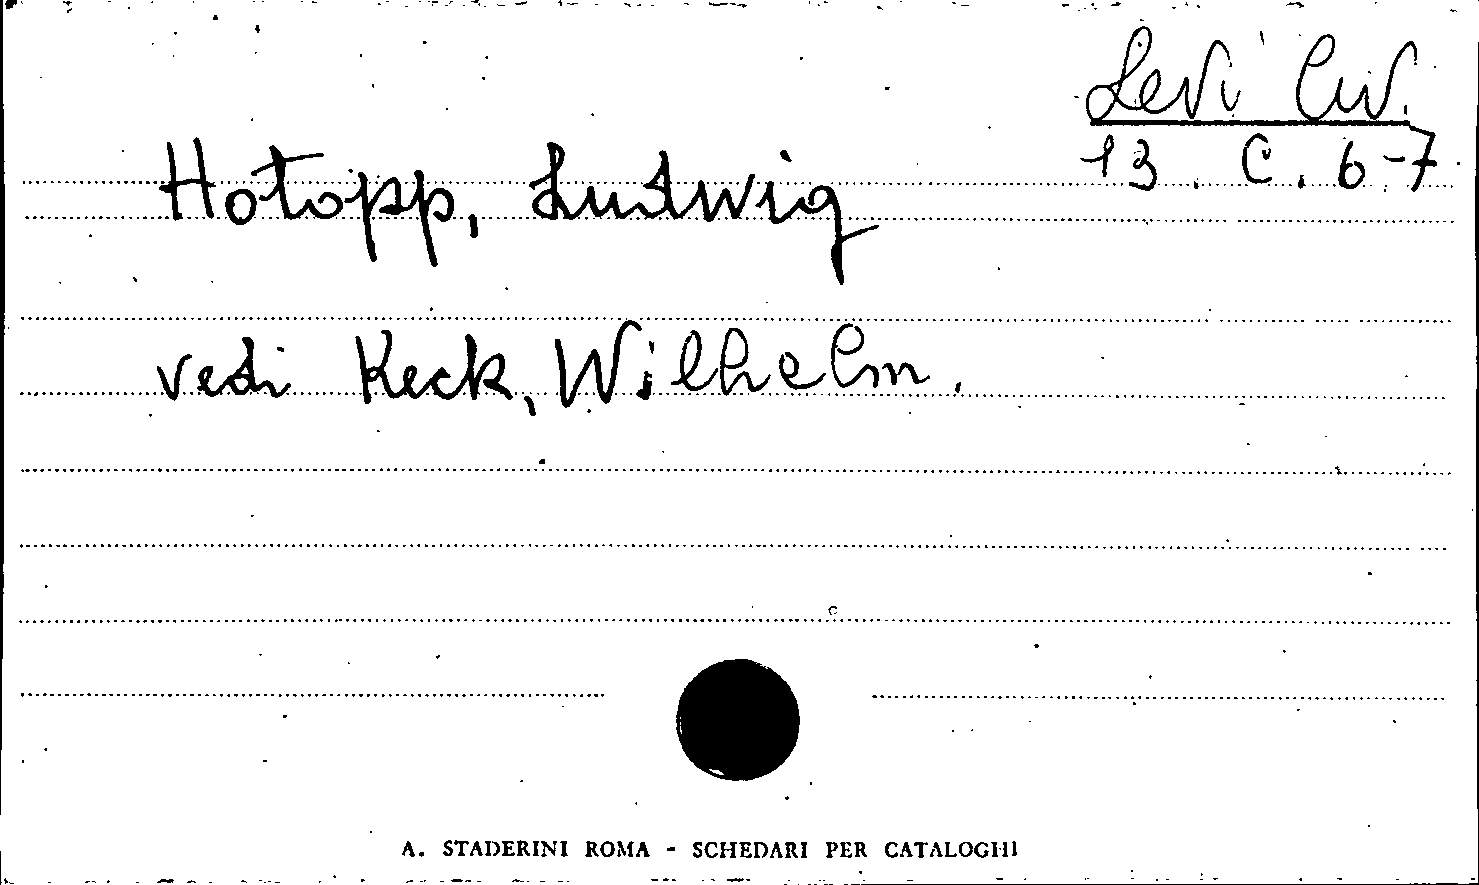 Levi Civ.
13. C. 6-7
Hotopp, Ludwig
vedi Keck, Wilhelm.
A. STADERINI ROMA - SCHEDARI PER CATALOGHI